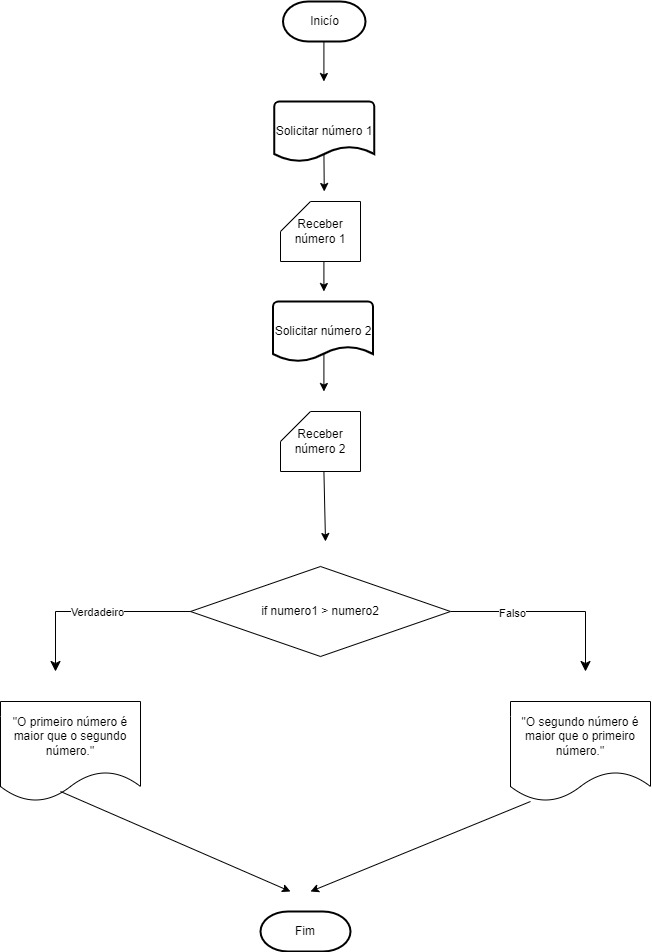 Inicío
Solicitar número 1
Receber
número 1
Solicitar número 2
Receber
número 2
if numero1 > numero2
Verdadeiro
Falso
"O primeiro número é
maior que o segundo
número."
"O segundo número é
maior que o primeiro
número."
Fim